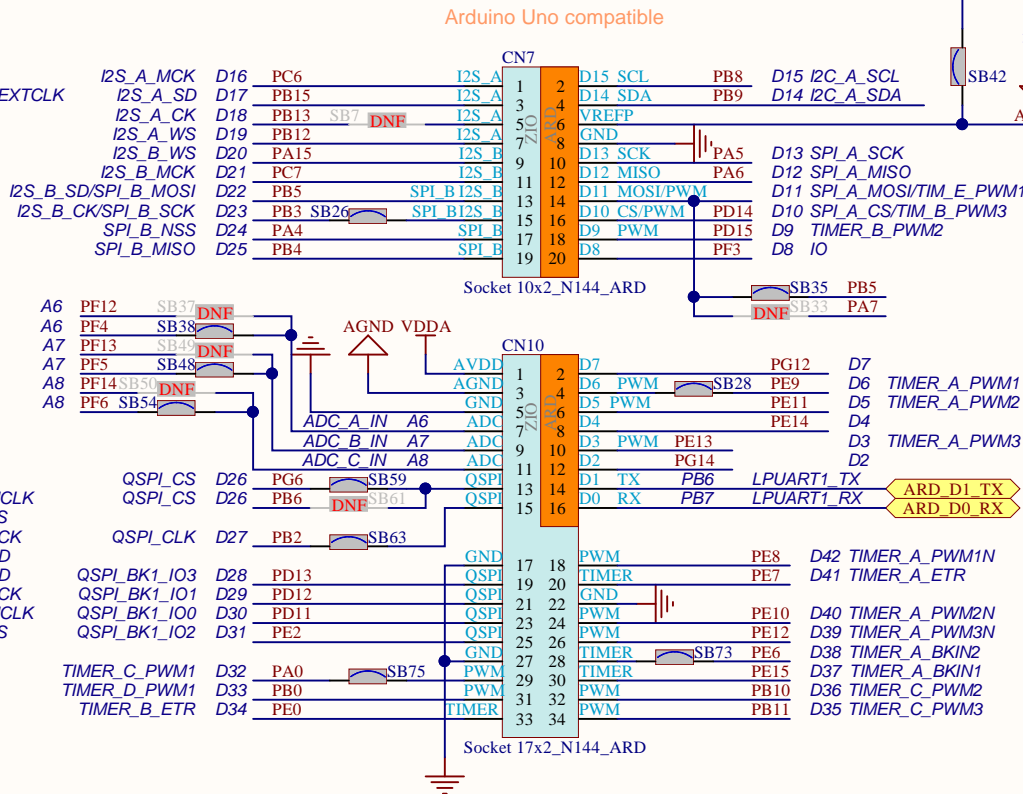 Arduino Uno compatible
CN7
SB42
I2S_A_MCK D16 PC6 I2S_A 1 2 D15 SCL PB8 D15 I2C_A_SCL
EXTCLK I2S_A_SD D17 PB15 I2S_A 3 4 D14 SDA PB9 D14 I2C_A_SDA
I2S_A_CK D18 PB13 SB7 DNF I2S_A 5 6 VREFP
I2S_A_WS D19 PB12 I2S_A 7 8 GND
ZIO ARD
I2S_B_WS D20 PA15 I2S_B 9 10 D13 SCK PA5 D13 SPI_A_SCK
I2S_B_MCK D21 PC7 I2S_B 11 12 D12 MISO PA6 D12 SPI_A_MISO
I2S_B_SD/SPI_B_MOSI D22 PB5 SPI_B I2S_B 13 14 D11 MOSI/PWM D11 SPI_A_MOSI/TIM_E_PWM1
I2S_B_CK/SPI_B_SCK D23 PB3 SB26 SPI_B I2S_B 15 16 D10 CS/PWM PD14 D10 SPI_A_CS/TIM_B_PWM3
SPI_B_NSS D24 PA4 SPI_B 17 18 D9 PWM PD15 D9 TIMER_B_PWM2
SPI_B_MISO D25 PB4 SPI_B 19 20 D8 PF3 D8 IO
Socket 10x2_N144_ARD
SB35 PB5
DNF SB33 PA7
A6 PF12 SB37 DNF
A6 PF4 SB38
A7 PF13 SB49 DNF
A7 PF5 SB48
A8 PF14 SB50 DNF
A8 PF6 SB54
AGND VDDA
CN10
AVDD 1 2 D7 PG12 D7
AGND 3 4 D6 PWM SB28 PE9 D6 TIMER_A_PWM1
GND 5 6 D5 PWM PE11 D5 TIMER_A_PWM2
ZIO ARD
ADC_A_IN A6 ADC 7 8 D4 PE14 D4
ADC_B_IN A7 ADC 9 10 D3 PWM PE13 D3 TIMER_A_PWM3
ADC_C_IN A8 ADC 11 12 D2 PG14 D2
QSPI_CS D26 PG6 SB59 QSPI 13 14 D1 TX PB6 LPUART1_TX ARD_D1_TX
CLK QSPI_CS D26 PB6 DNF SB61 QSPI 15 16 D0 RX PB7 LPUART1_RX ARD_D0_RX
S
CK QSPI_CLK D27 PB2 SB63
D GND 17 18 PWM PE8 D42 TIMER_A_PWM1N
D QSPI_BK1_IO3 D28 PD13 QSPI 19 20 TIMER PE7 D41 TIMER_A_ETR
CK QSPI_BK1_IO1 D29 PD12 QSPI 21 22 GND
CLK QSPI_BK1_IO0 D30 PD11 QSPI 23 24 PWM PE10 D40 TIMER_A_PWM2N
S QSPI_BK1_IO2 D31 PE2 QSPI 25 26 PWM PE12 D39 TIMER_A_PWM3N
GND 27 28 TIMER SB73 PE6 D38 TIMER_A_BKIN2
TIMER_C_PWM1 D32 PA0 SB75 PWM 29 30 TIMER PE15 D37 TIMER_A_BKIN1
TIMER_D_PWM1 D33 PB0 PWM 31 32 PWM PB10 D36 TIMER_C_PWM2
TIMER_B_ETR D34 PE0 TIMER 33 34 PWM PB11 D35 TIMER_C_PWM3
Socket 17x2_N144_ARD